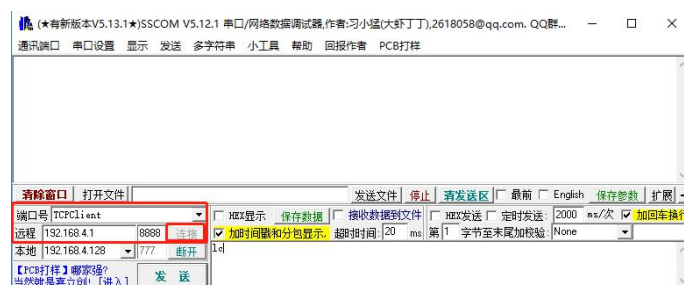 (★有新版本V5.13.1★)SSCOM V5.12.1 串口/网络数据调试器,作者:习小猛(大虾丁丁),2618058@qq.com. QQ群...
通讯端口 串口设置 显示 发送 多字符串 小工具 帮助 回报作者 PCB打样
清除窗口 打开文件 发送文件 停止 清发送区 最前 English 保存参数 扩展 -
端口号 TCPClient HEX显示 保存数据 接收数据到文件 HEX发送 定时发送: 2000 ms/次 加回车换行
远程 192.168.4.1 8888 连接 加时间戳和分包显示, 超时时间: 20 ms 第 1 字节 至 末尾 加校验: None
本地 192.168.4.128 777 断开 1c
【PCB打样】哪家强? 发 送
当然就是嘉立创! [进入]